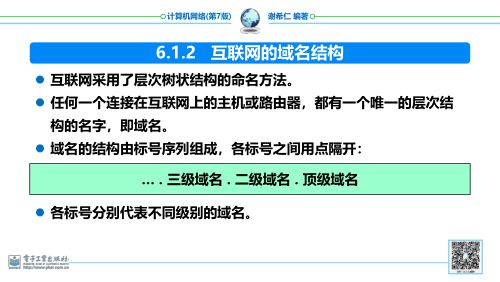 计算机网络(第7版)
谢希仁 编著
6.1.2 互联网的域名结构
● 互联网采用了层次树状结构的命名方法。
● 任何一个连接在互联网上的主机或路由器，都有一个唯一的层次结
构的名字，即域名。
● 域名的结构由标号序列组成，各标号之间用点隔开：
… . 三级域名 . 二级域名 . 顶级域名
● 各标号分别代表不同级别的域名。
电子工业出版社
http://www.phei.com.cn